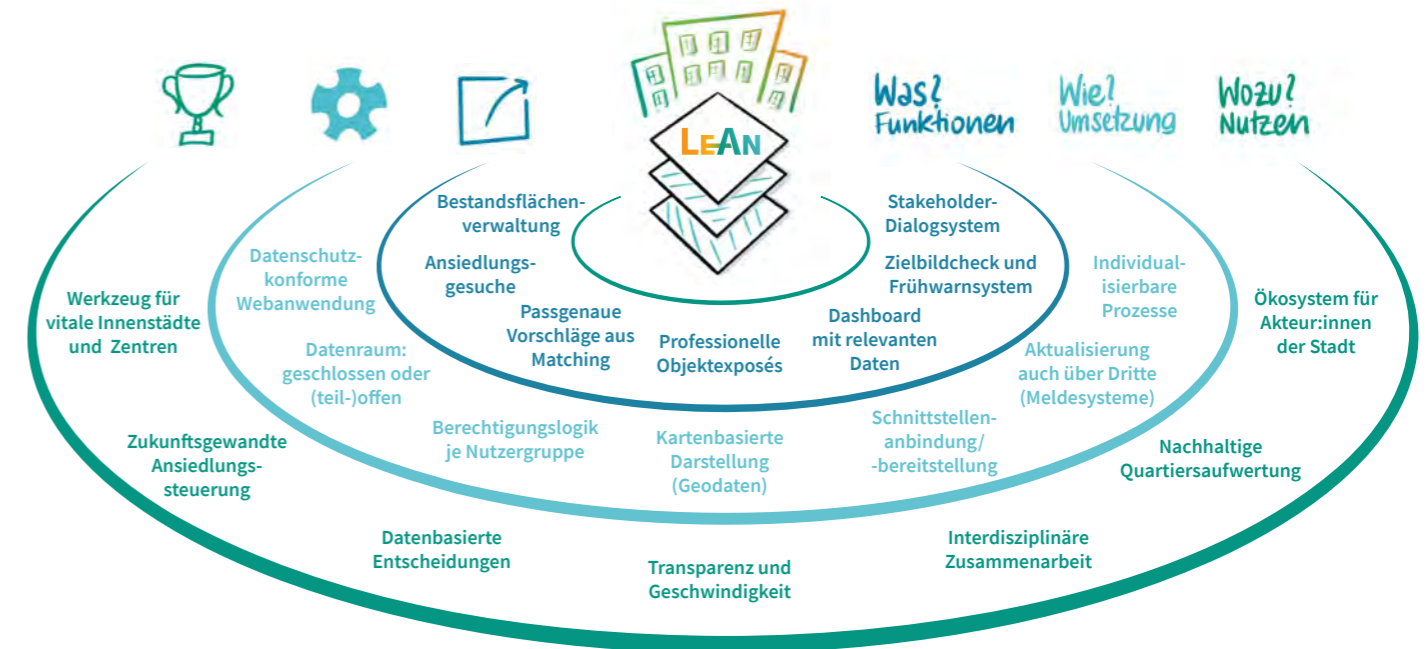 LEAN
Was?
Funktionen
Wie?
Umsetzung
Wozu?
Nutzen
Bestandsflächen-
verwaltung
Ansiedlungs-
gesuche
Passgenaue
Vorschläge aus
Matching
Professionelle
Objektexposés
Dashboard
mit relevanten
Daten
Zielbildcheck und
Frühwarnsystem
Stakeholder-
Dialogsystem
Datenschutz-
konforme
Webanwendung
Datenraum:
geschlossen oder
(teil-)offen
Berechtigungslogik
je Nutzergruppe
Kartenbasierte
Darstellung
(Geodaten)
Schnittstellen-
anbindung/
-bereitstellung
Aktualisierung
auch über Dritte
(Meldesysteme)
Individual-
isierbare
Prozesse
Werkzeug für
vitale Innenstädte
und Zentren
Zukunftsgewandte
Ansiedlungs-
steuerung
Datenbasierte
Entscheidungen
Transparenz und
Geschwindigkeit
Interdisziplinäre
Zusammenarbeit
Nachhaltige
Quartiersaufwertung
Ökosystem für
Akteur:innen
der Stadt